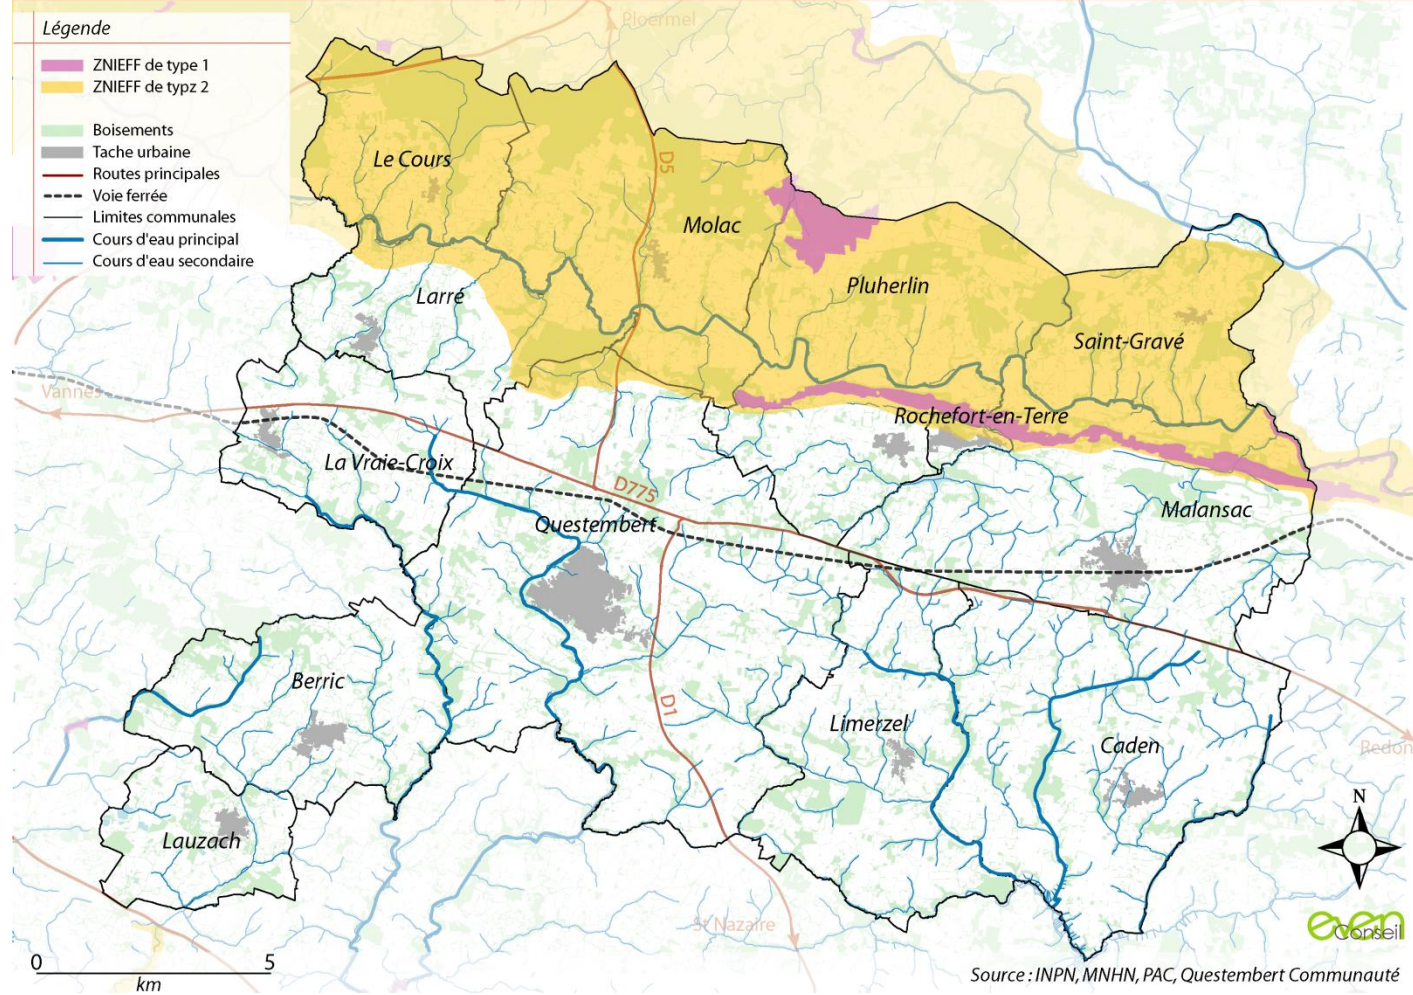 Légende
ZNIEFF de type 1
ZNIEFF de typz 2
Boisements
Tache urbaine
Routes principales
Voie ferrée
Limites communales
Cours d'eau principal
Cours d'eau secondaire
Ploermel
Le Cours
D5
Molac
Pluherlin
Larré
Saint-Gravé
Vannes
Rochefort-en-Terre
La Vraie-Croix
D775
Questembert
Malansac
Berric
D1
Limerzel
Caden
Redon
Lauzach
St Nazaire
N
even
Conseil
0 5
km
Source : INPN, MNHN, PAC, Questembert Communauté